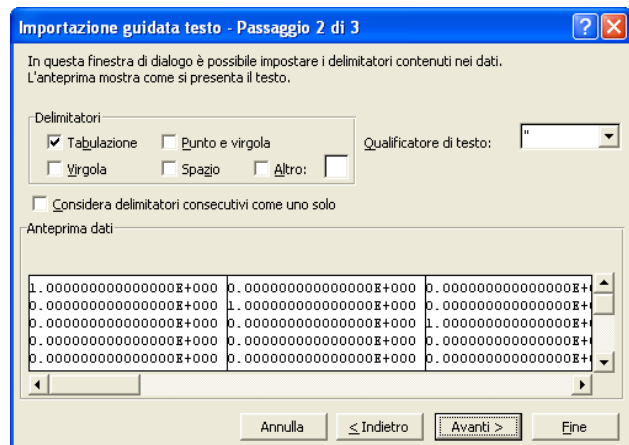 Importazione guidata testo - Passaggio 2 di 3
In questa finestra di dialogo è possibile impostare i delimitatori contenuti nei dati.
L'anteprima mostra come si presenta il testo.
Delimitatori
Tabulazione Punto e virgola Qualificatore di testo: "
Virgola Spazio Altro:
Considera delimitatori consecutivi come uno solo
Anteprima dati
1.000000000000000E+000 0.000000000000000E+000 0.000000000000000E+
0.000000000000000E+000 1.000000000000000E+000 0.000000000000000E+
0.000000000000000E+000 0.000000000000000E+000 1.000000000000000E+
0.000000000000000E+000 0.000000000000000E+000 0.000000000000000E+
0.000000000000000E+000 0.000000000000000E+000 0.000000000000000E+
Annulla < Indietro Avanti > Fine